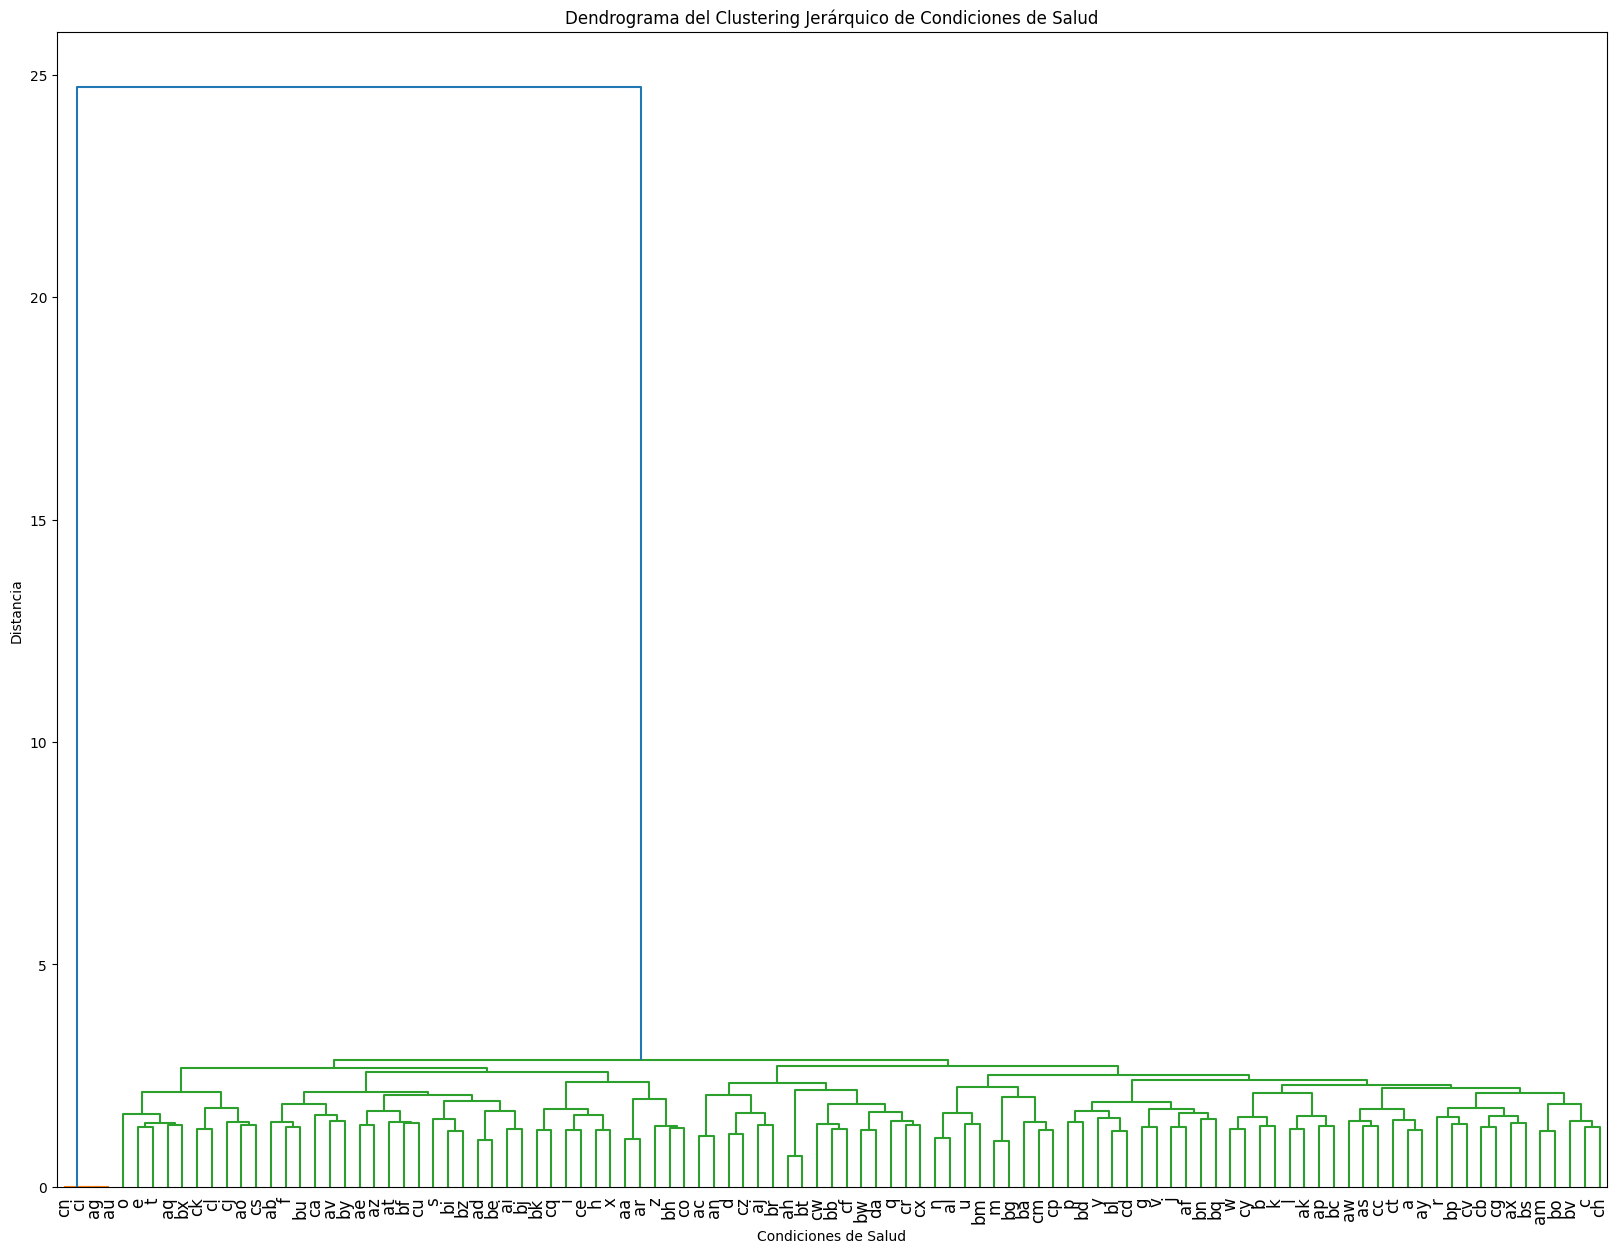 Dendrograma del Clustering Jerárquico de Condiciones de Salud
25
20
15
10
5
0
Distancia
cn ci ag au o e t aq bx ck cl cj ao cs ab f bu ca av by ae az at bf cu s bi bz ad be ai bj bk cq i ce h x aa ar z bh co ac an d cz aj br ah bt cw bb cf bw da q cr cx n al u bm m bg ba cm cp p bd y bl cd g v j af bn bq w cy b k l ak ap bc aw as cc ct a ay r bp cv cb cg ax bs am bo bv c ch
Condiciones de Salud